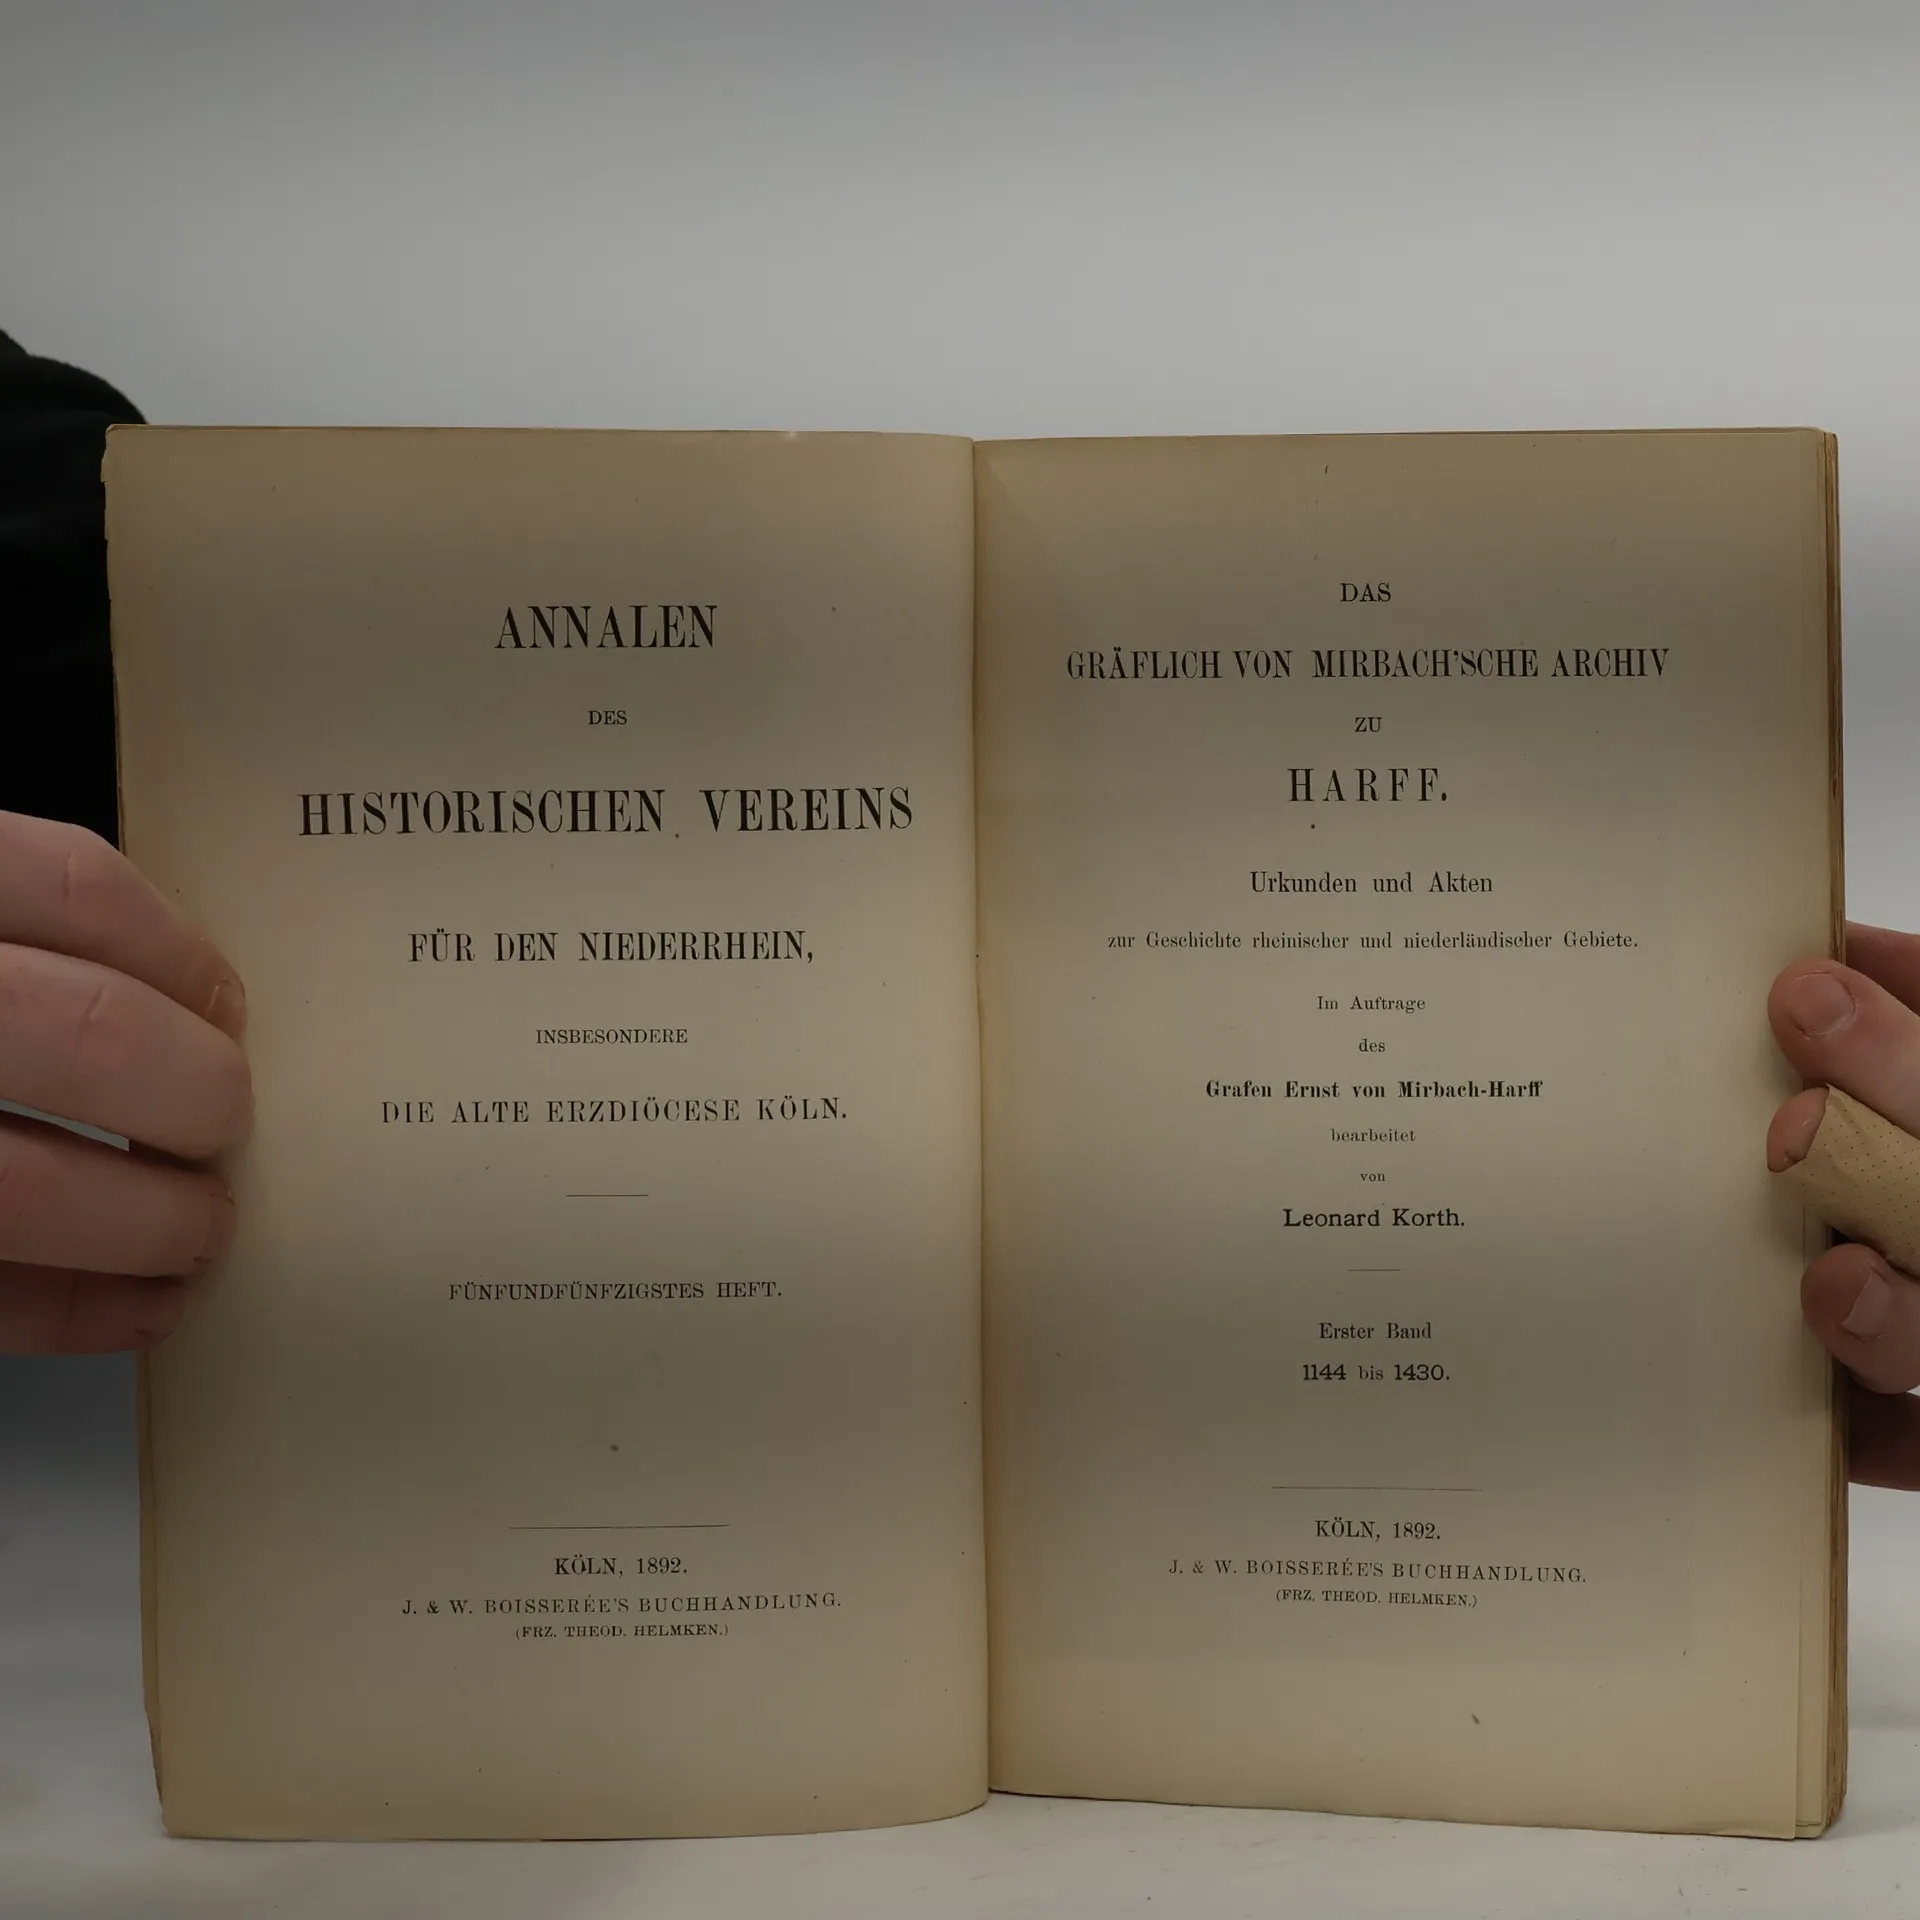 ANNALEN
DES
HISTORISCHEN VEREINS
FÜR DEN NIEDERRHEIN,
INSBESONDERE
DIE ALTE ERZDIÖCESE KÖLN.
FÜNFUNDFÜNFZIGSTES HEFT.
KÖLN, 1892.
J. & W. BOISSERÉE'S BUCHHANDLUNG.
(FRZ. THEOD. HELMKEN.)
DAS
GRÄFLICH VON MIRBACH'SCHE ARCHIV
ZU
HARFF.
Urkunden und Akten
zur Geschichte rheinischer und niederländischer Gebiete.
Im Auftrage
des
Grafen Ernst von Mirbach-Harff
bearbeitet
von
Leonard Korth.
Erster Band
1144 bis 1430.
KÖLN, 1892.
J. & W. BOISSERÉE'S BUCHHANDLUNG.
(FRZ. THEOD. HELMKEN.)